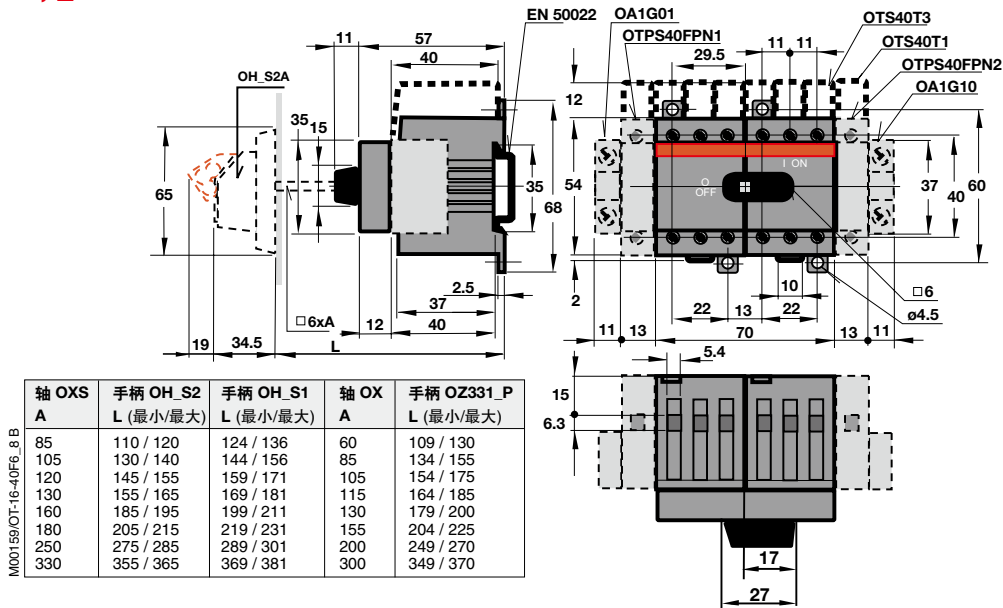 EN 50022
OA1G01
OTPS40FPN1
OTS40T3
OTS40T1
OTPS40FPN2
OA1G10
11
57
40
OH_S2A
35
15
65
35
68
2.5
37
40
12
□6xA
19
34.5
L
29.5
11
11
12
54
2
I ON
O
OFF
37
40
60
10
□6
ø4.5
22
13
22
11
13
70
13
11
5.4
15
6.3
17
27
轴 OXS 手柄 OH_S2 手柄 OH_S1 轴 OX 手柄 OZ331_P
A L (最小/最大) L (最小/最大) A L (最小/最大)
85 110 / 120 124 / 136 60 109 / 130
105 130 / 140 144 / 156 85 134 / 155
120 145 / 155 159 / 171 105 154 / 175
130 155 / 165 169 / 181 115 164 / 185
160 185 / 195 199 / 211 130 179 / 200
180 205 / 215 219 / 231 155 204 / 225
250 275 / 285 289 / 301 200 249 / 270
330 355 / 365 369 / 381 300 349 / 370
M00159/OT-16-40F6_8 B